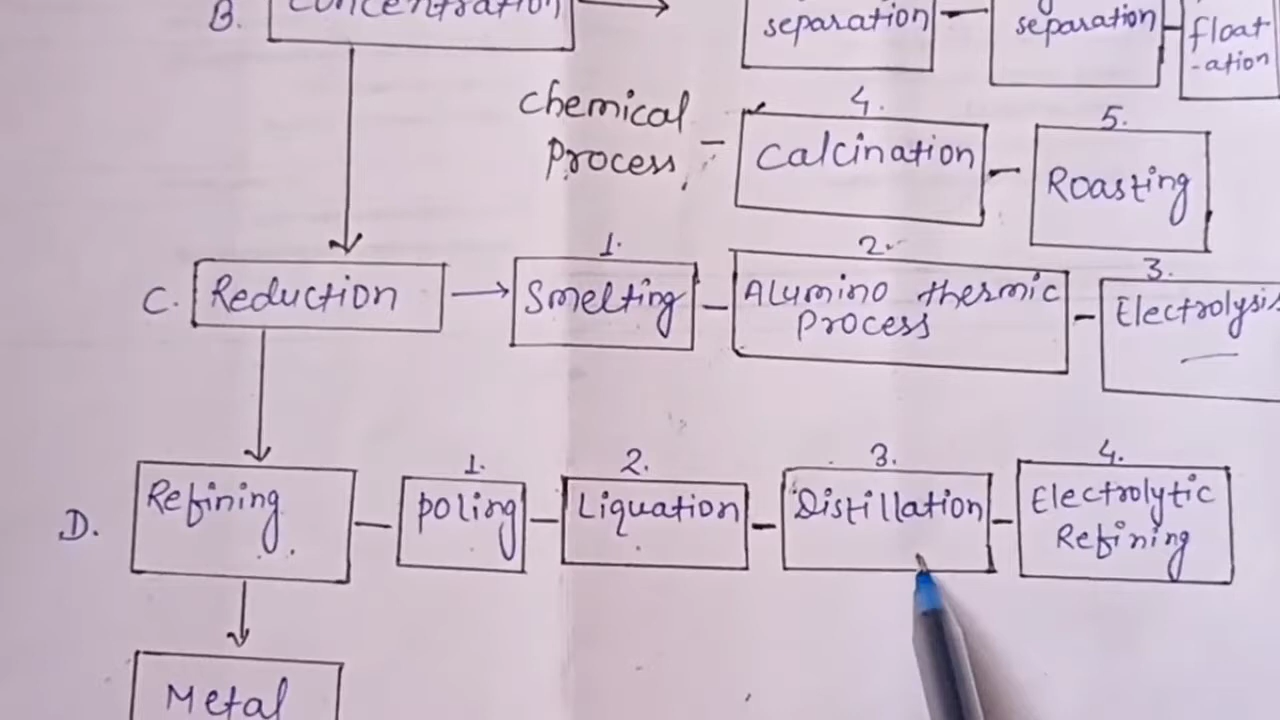 B. Concentration
separation
separation
float
-ation
Chemical
Process
4.
Calcination
5.
Roasting
C. Reduction
1.
Smelting
2.
Alumino thermic
Process
3.
Electrolysis
D. Refining
1.
Poling
2.
Liquation
3.
Distillation
4.
Electrolytic
Refining
Metal